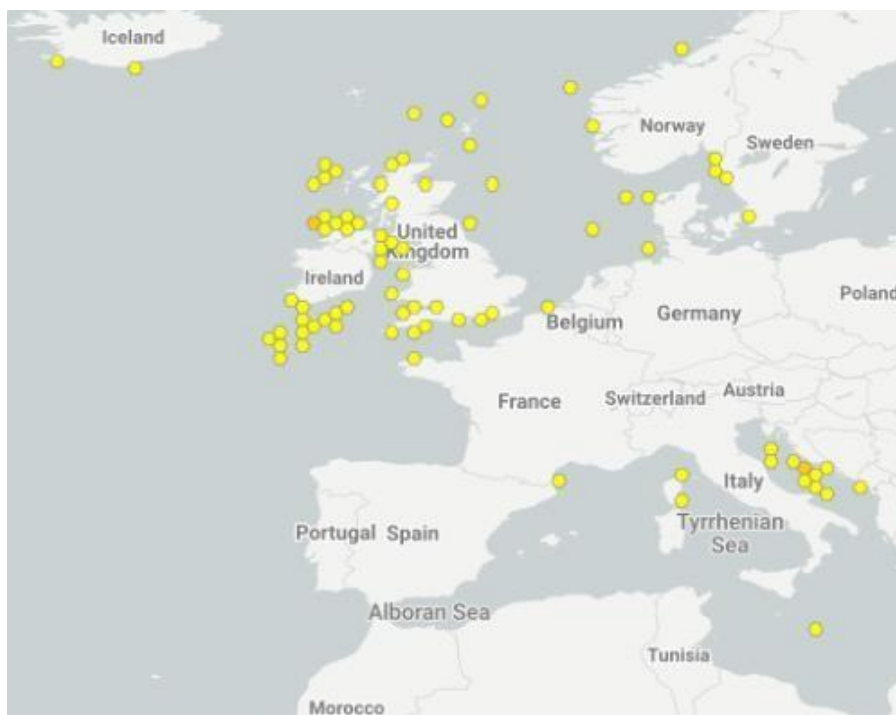 Iceland
Norway
Sweden
United
Kingdom
Ireland
Poland
Belgium
Germany
Austria
Switzerland
France
Italy
Portugal
Spain
Tyrrhenian
Sea
Alboran Sea
Tunisia
Morocco